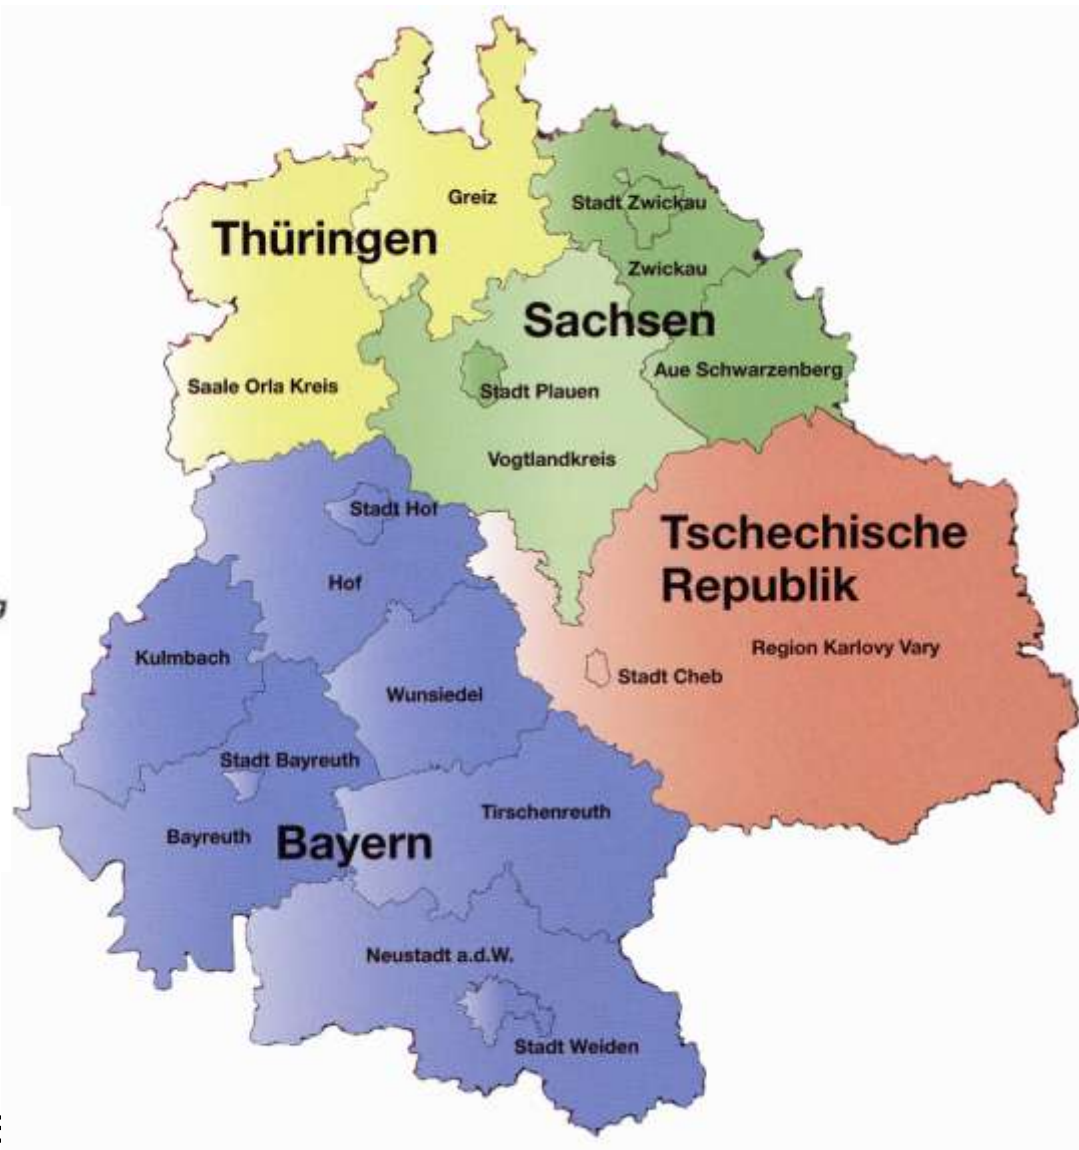 Greiz
Stadt Zwickau
Thüringen
Zwickau
Sachsen
Aue Schwarzenberg
Saale Orla Kreis
Stadt Plauen
Vogtlandkreis
Stadt Hof
Tschechische
Republik
Hof
Region Karlovy Vary
Kulmbach
Stadt Cheb
Wunsiedel
Stadt Bayreuth
Tirschenreuth
Bayreuth
Bayern
Neustadt a.d.W.
Stadt Weiden